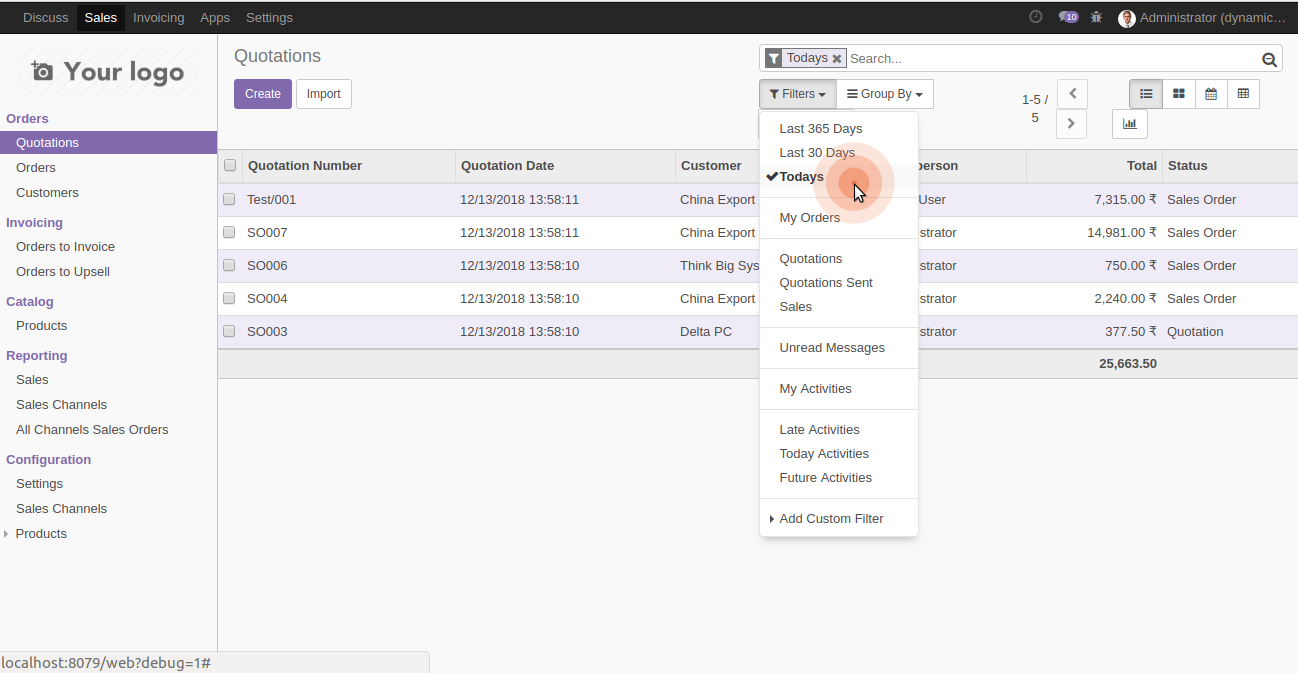 Discuss Sales Invoicing Apps Settings 10 Administrator (dynamic...
Your logo
Orders
Quotations
Orders
Customers
Invoicing
Orders to Invoice
Orders to Upsell
Catalog
Products
Reporting
Sales
Sales Channels
All Channels Sales Orders
Configuration
Settings
Sales Channels
Products
Quotations
Todays Search...
Create Import
Filters Group By
1-5 /
5
Last 365 Days
Last 30 Days
Todays
My Orders
Quotations
Quotations Sent
Sales
Unread Messages
My Activities
Late Activities
Today Activities
Future Activities
Add Custom Filter
Quotation Number Quotation Date Customer person Total Status
Test/001 12/13/2018 13:58:11 China Export User 7,315.00 ₹ Sales Order
SO007 12/13/2018 13:58:11 China Export strator 14,981.00 ₹ Sales Order
SO006 12/13/2018 13:58:10 Think Big Sys strator 750.00 ₹ Sales Order
SO004 12/13/2018 13:58:10 China Export strator 2,240.00 ₹ Sales Order
SO003 12/13/2018 13:58:10 Delta PC strator 377.50 ₹ Quotation
25,663.50
localhost:8079/web?debug=1#